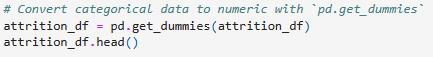 # Convert categorical data to numeric with `pd.get_dummies`
attrition_df = pd.get_dummies(attrition_df)
attrition_df.head()